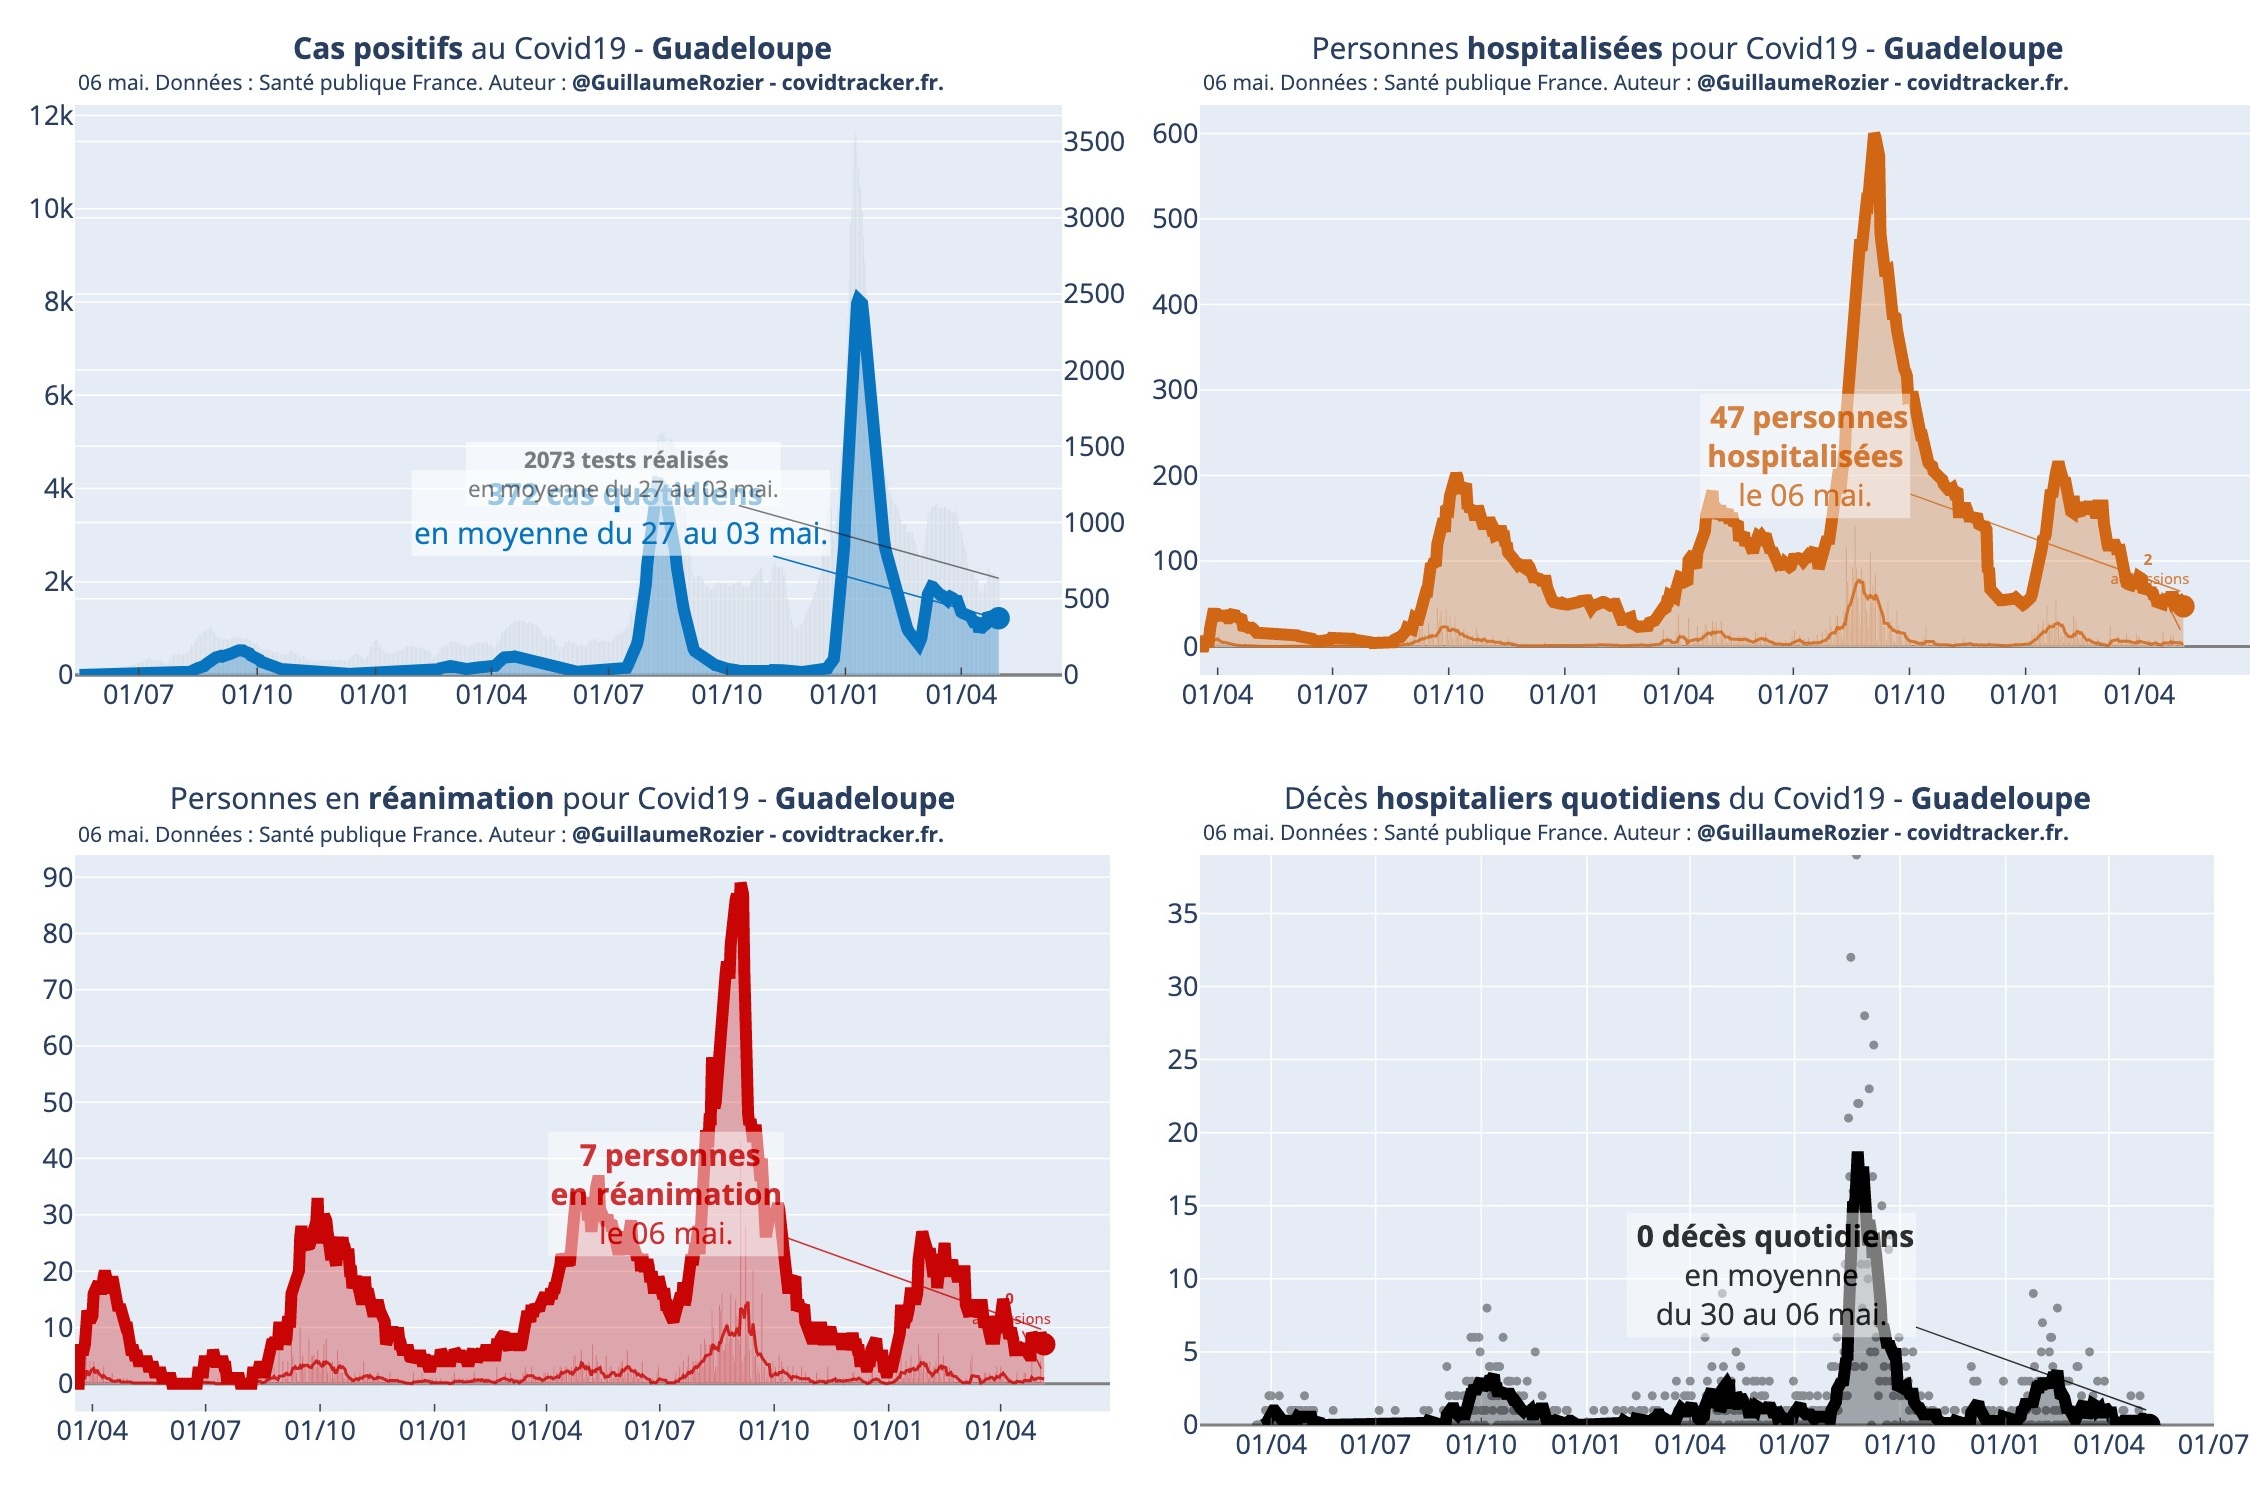 Cas positifs au Covid19 - Guadeloupe
06 mai. Données : Santé publique France. Auteur : @GuillaumeRozier - covidtracker.fr.
12k
10k
8k
6k
4k
2k
0
3500
3000
2500
2000
1500
1000
500
0
2073 tests réalisés
en moyenne du 27 au 03 mai.
372 cas quotidiens
en moyenne du 27 au 03 mai.
01/07 01/10 01/01 01/04 01/07 01/10 01/01 01/04
Personnes hospitalisées pour Covid19 - Guadeloupe
06 mai. Données : Santé publique France. Auteur : @GuillaumeRozier - covidtracker.fr.
600
500
400
300
200
100
0
47 personnes
hospitalisées
le 06 mai.
2
01/04 01/07 01/10 01/01 01/04 01/07 01/10 01/01 01/04
Personnes en réanimation pour Covid19 - Guadeloupe
06 mai. Données : Santé publique France. Auteur : @GuillaumeRozier - covidtracker.fr.
90
80
70
60
50
40
30
20
10
0
7 personnes
en réanimation
le 06 mai.
0
01/04 01/07 01/10 01/01 01/04 01/07 01/10 01/01 01/04
Décès hospitaliers quotidiens du Covid19 - Guadeloupe
06 mai. Données : Santé publique France. Auteur : @GuillaumeRozier - covidtracker.fr.
35
30
25
20
15
10
5
0
0 décès quotidiens
en moyenne
du 30 au 06 mai.
01/04 01/07 01/10 01/01 01/04 01/07 01/10 01/01 01/04 01/07